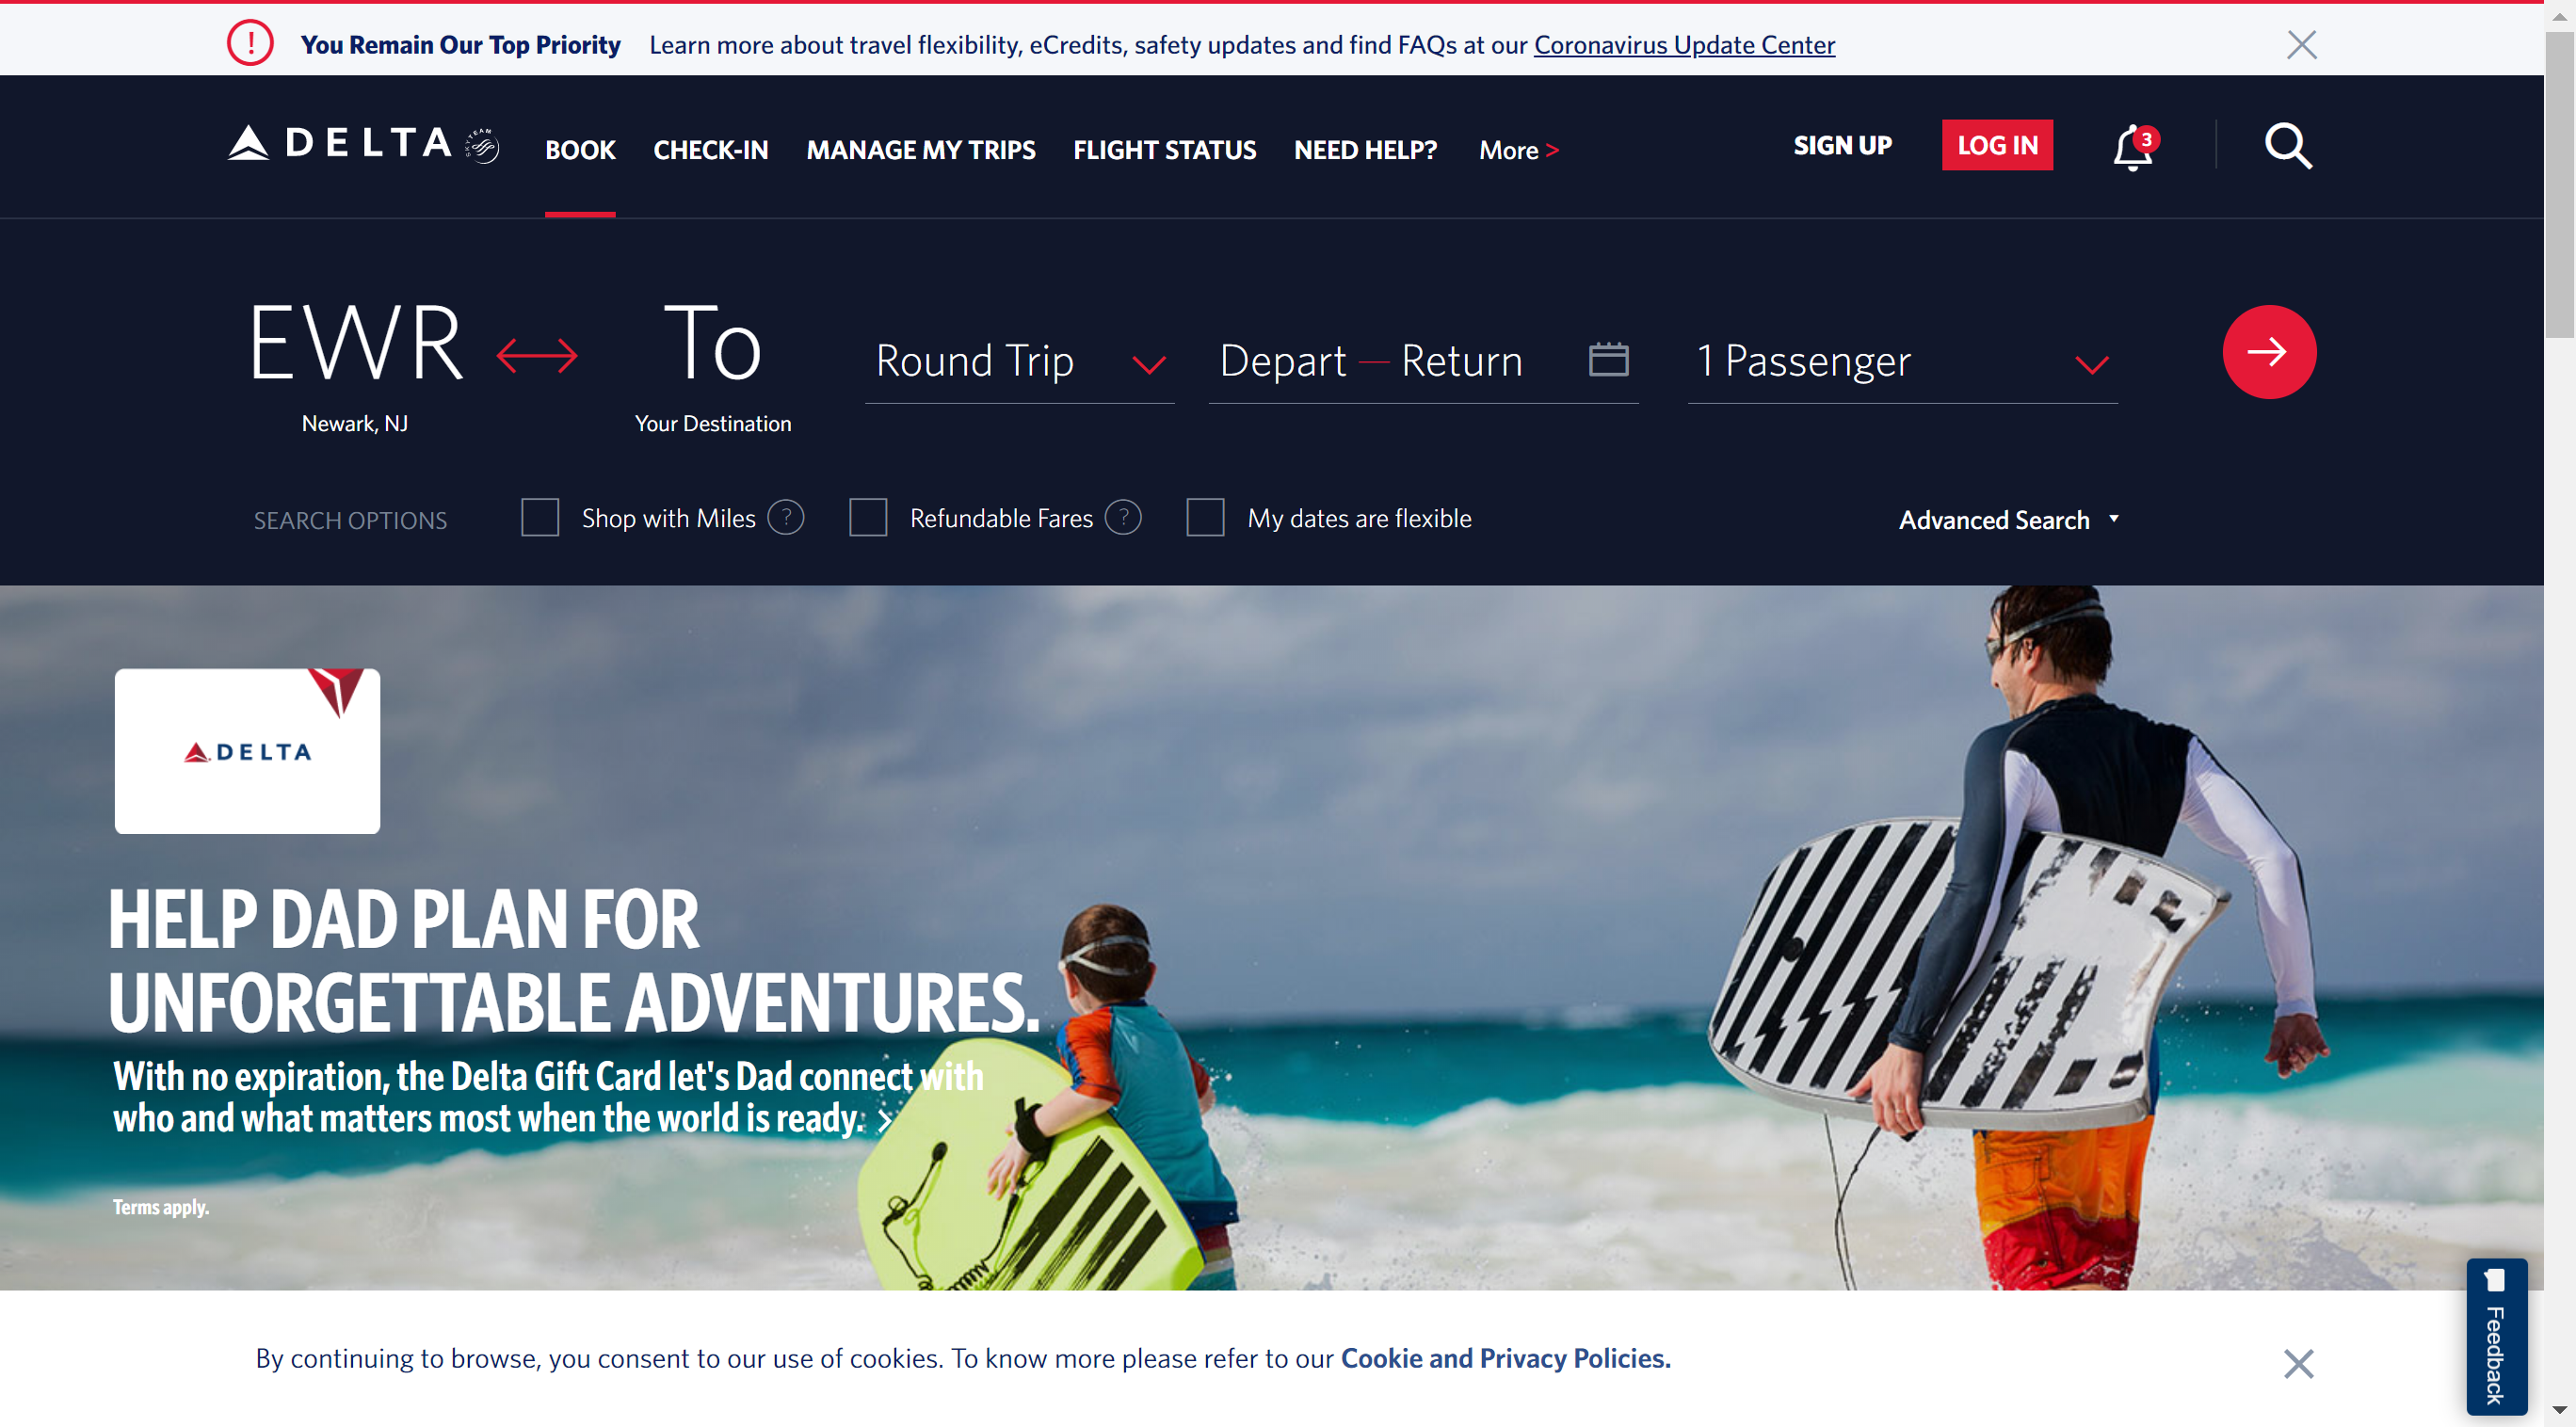 You Remain Our Top Priority Learn more about travel flexibility, eCredits, safety updates and find FAQs at our Coronavirus Update Center
DELTA SKYTEAM BOOK CHECK-IN MANAGE MY TRIPS FLIGHT STATUS NEED HELP? More > SIGN UP LOG IN 3
EWR To Round Trip Depart — Return 1 Passenger
Newark, NJ Your Destination
SEARCH OPTIONS Shop with Miles ? Refundable Fares ? My dates are flexible Advanced Search
DELTA
HELP DAD PLAN FOR
UNFORGETTABLE ADVENTURES.
With no expiration, the Delta Gift Card let's Dad connect with
who and what matters most when the world is ready. >
Terms apply.
Feedback
By continuing to browse, you consent to our use of cookies. To know more please refer to our Cookie and Privacy Policies.